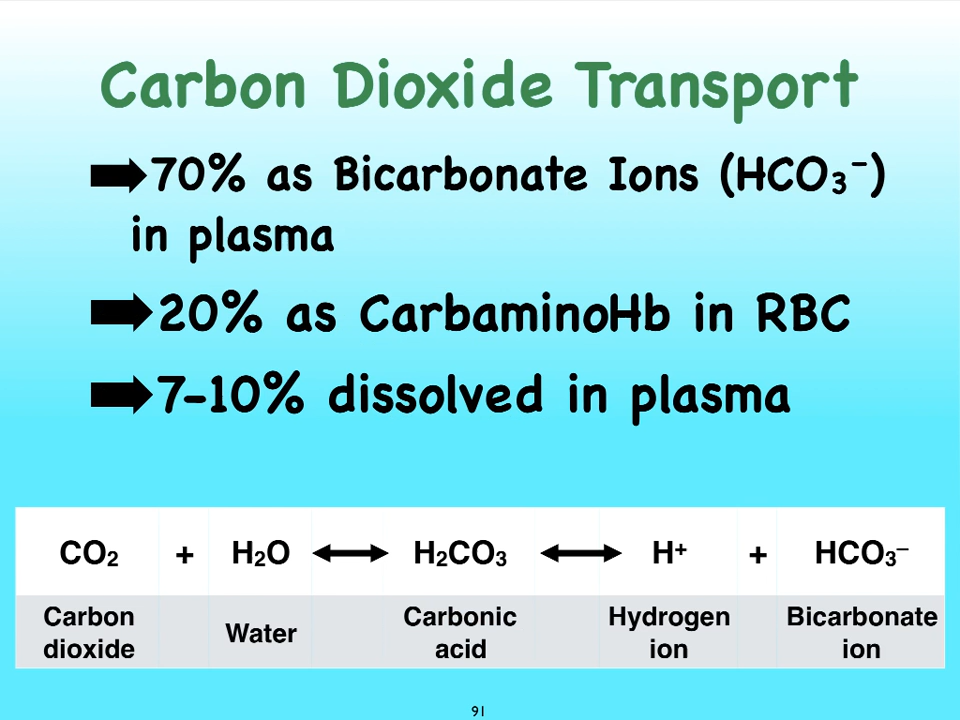 Carbon Dioxide Transport
➡70% as Bicarbonate Ions (HCO₃⁻)
in plasma
➡20% as CarbaminoHb in RBC
➡7-10% dissolved in plasma
CO₂ + H₂O ↔ H₂CO₃ ↔ H⁺ + HCO₃⁻
Carbon dioxide Water Carbonic acid Hydrogen ion Bicarbonate ion
91